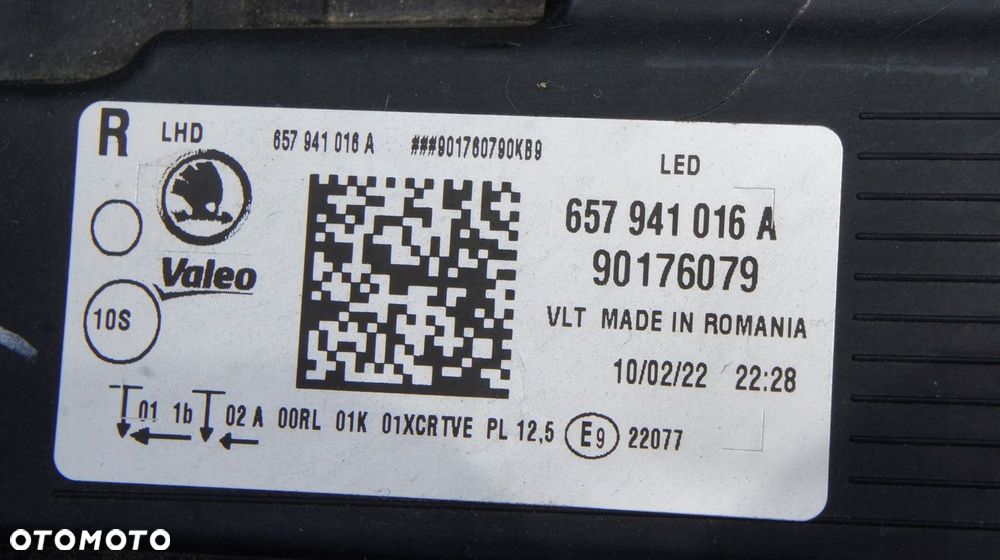 R LHD 657 941 016 A ###901760790KB9
LED
657 941 016 A
Valeo
90176079
10S
VLT MADE IN ROMANIA
10/02/22 22:28
01 1b 02 A 00RL 01K 01XCRTVE PL 12,5 E9 22077
OTOMOTO